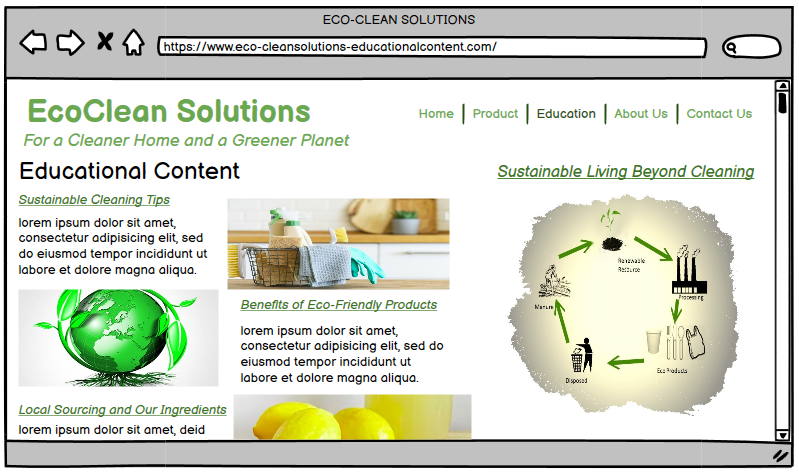 ECO-CLEAN SOLUTIONS
https://www.eco-cleansolutions-educationalcontent.com/
EcoClean Solutions
For a Cleaner Home and a Greener Planet
Home | Product | Education | About Us | Contact Us
Educational Content
Sustainable Cleaning Tips
lorem ipsum dolor sit amet,
consectetur adipisicing elit, sed
do eiusmod tempor incididunt ut
labore et dolore magna aliqua.
Local Sourcing and Our Ingredients
lorem ipsum dolor sit amet, deid
Benefits of Eco-Friendly Products
lorem ipsum dolor sit amet,
consectetur adipisicing elit, sed do
eiusmod tempor incididunt ut
labore et dolore magna aliqua.
Sustainable Living Beyond Cleaning
Renewable
Resource
Processing
Eco Products
Disposed
Manure